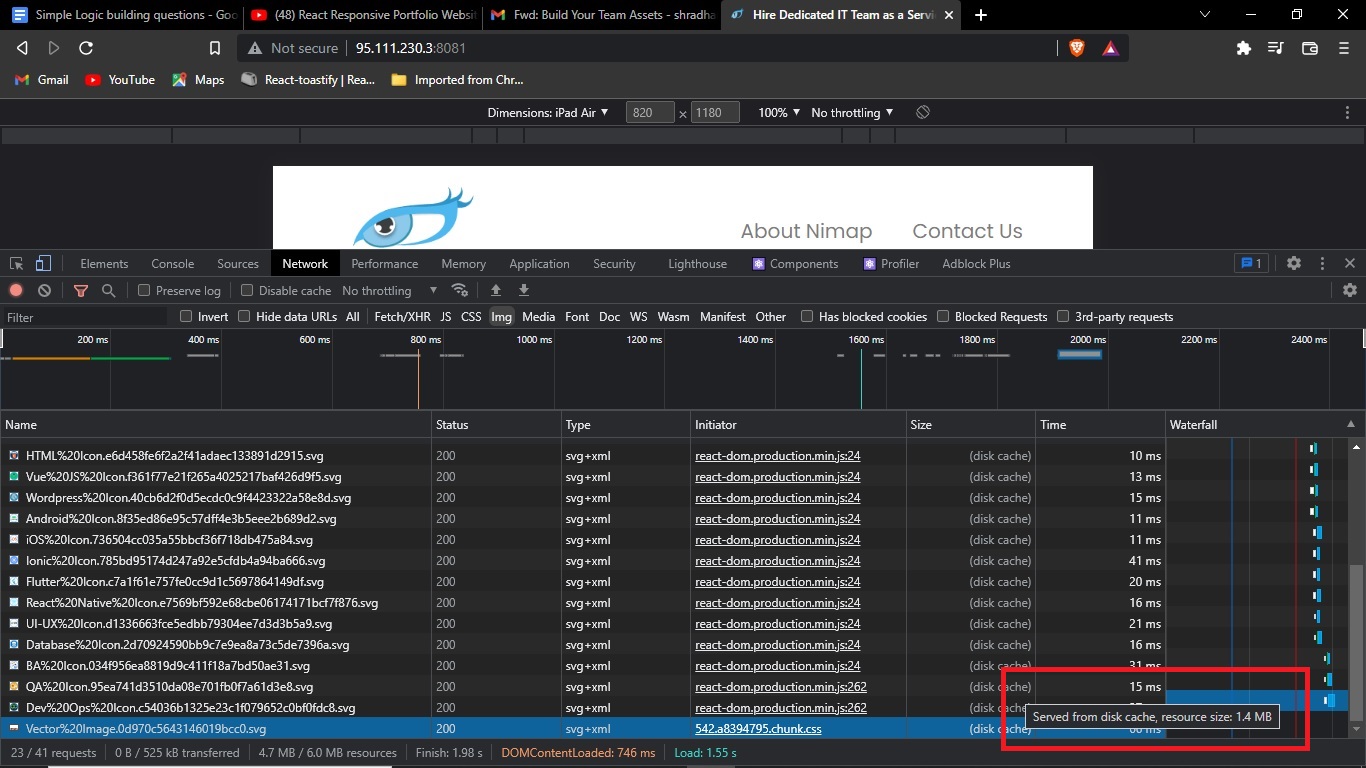 Simple Logic building questions - Goo
(48) React Responsive Portfolio Websit
Fwd: Build Your Team Assets - shradha
Hire Dedicated IT Team as a Servi
Not secure 95.111.230.3:8081
Gmail YouTube Maps React-toastify | Rea... Imported from Chr...
Dimensions: iPad Air ▼ 820 × 1180 100% ▼ No throttling ▼
About Nimap Contact Us
Elements Console Sources Network Performance Memory Application Security Lighthouse Components Profiler Adblock Plus 1
Preserve log Disable cache No throttling ▼
Filter Invert Hide data URLs All Fetch/XHR JS CSS Img Media Font Doc WS Wasm Manifest Other Has blocked cookies Blocked Requests 3rd-party requests
200 ms 400 ms 600 ms 800 ms 1000 ms 1200 ms 1400 ms 1600 ms 1800 ms 2000 ms 2200 ms 2400 ms
Name Status Type Initiator Size Time Waterfall
HTML%20Icon.e6d458fe6f2a2f41adaec133891d2915.svg 200 svg+xml react-dom.production.min.js:24 (disk cache) 10 ms
Vue%20JS%20Icon.f361f77e21f265a4025217baf426d9f5.svg 200 svg+xml react-dom.production.min.js:24 (disk cache) 13 ms
Wordpress%20Icon.40cb6d2f0d5ecdc0c9f4423322a58e8d.svg 200 svg+xml react-dom.production.min.js:24 (disk cache) 15 ms
Android%20Icon.8f35ed86e95c57dff4e3b5eee2b689d2.svg 200 svg+xml react-dom.production.min.js:24 (disk cache) 11 ms
iOS%20Icon.736504cc035a55bbcf36f718db475a84.svg 200 svg+xml react-dom.production.min.js:24 (disk cache) 11 ms
Ionic%20Icon.785bd95174d247a92e5cfdb4a94ba666.svg 200 svg+xml react-dom.production.min.js:24 (disk cache) 41 ms
Flutter%20Icon.c7a1f61e757fe0cc9d1c5697864149df.svg 200 svg+xml react-dom.production.min.js:24 (disk cache) 20 ms
React%20Native%20Icon.e7569bf592e68cbe06174171bcf7f876.svg 200 svg+xml react-dom.production.min.js:24 (disk cache) 16 ms
UI-UX%20Icon.d1336663fce5edbb79304ee7d3d3b5a9.svg 200 svg+xml react-dom.production.min.js:24 (disk cache) 21 ms
Database%20Icon.2d70924590bb9c7e9ea8a73c5de7396a.svg 200 svg+xml react-dom.production.min.js:24 (disk cache) 16 ms
BA%20Icon.034f956ea8819d9c411f18a7bd50ae31.svg 200 svg+xml react-dom.production.min.js:24 (disk cache) 31 ms
QA%20Icon.95ea741d3510da08e701fb0f7a61d3e8.svg 200 svg+xml react-dom.production.min.js:262 (disk cache) 15 ms
Dev%20Ops%20Icon.c54036b1325e23c1f079652c0bf0fdc8.svg 200 svg+xml react-dom.production.min.js:262 (disk
Served from disk cache, resource size: 1.4 MB
Vector%20Image.0d970c5643146019bcc0.svg 200 svg+xml 542.a8394795.chunk.css (disk
23 / 41 requests 0 B / 525 kB transferred 4.7 MB / 6.0 MB resources Finish: 1.98 s DOMContentLoaded: 746 ms Load: 1.55 s